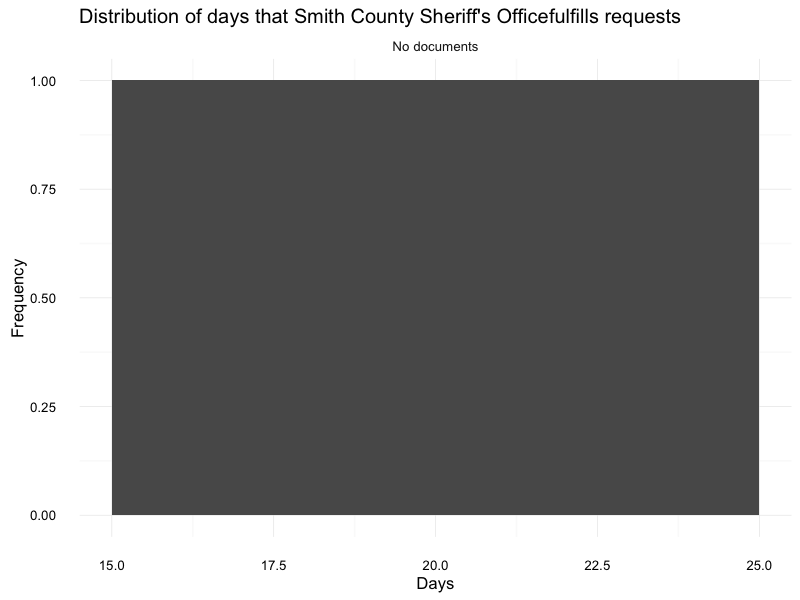 Distribution of days that Smith County Sheriff's Officefulfills requests
No documents
1.00
0.75
0.50
0.25
0.00
Frequency
15.0 17.5 20.0 22.5 25.0
Days